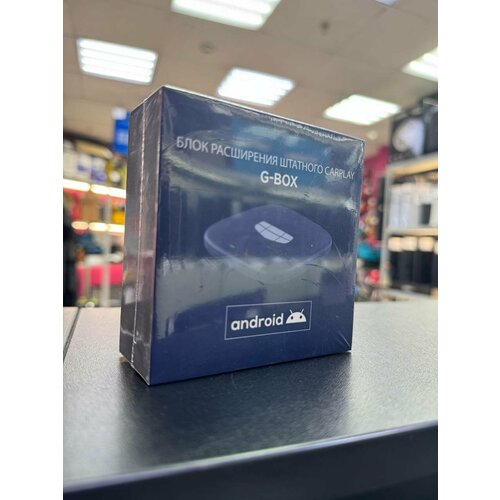 БЛОК РАСШИРЕНИЯ ШТАТНОГО CARPLAY
G-BOX
android